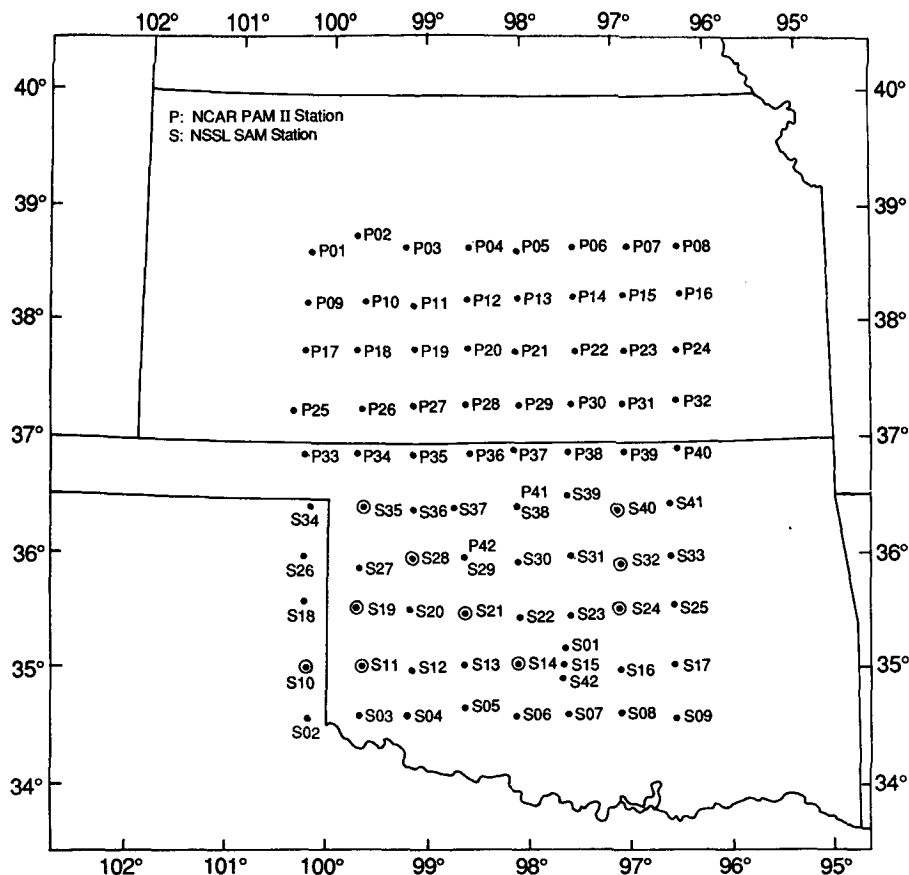 102° 100° 99° 98° 97° 96° 95°
40° 40°
P: NCAR PAM II Station
S: NSSL SAM Station
39° 39°
P01 P02 P03 P04 P05 P06 P07 P08
P09 P10 P11 P12 P13 P14 P15 P16
38° 38°
P17 P18 P19 P20 P21 P22 P23 P24
P25 P26 P27 P28 P29 P30 P31 P32
37° 37°
P33 P34 P35 P36 P37 P38 P39 P40
P41 S39
S34 S35 S36 S37 S38 S40 S41
36° 36°
P42
S26 S27 S28 S29 S30 S31 S32 S33
S18 S19 S20 S21 S22 S23 S24 S25
S01
35° 35°
S10 S11 S12 S13 S14 S15 S16 S17
S42
S02 S03 S04 S05 S06 S07 S08 S09
34° 34°
102° 101° 100° 99° 98° 97° 96° 95°